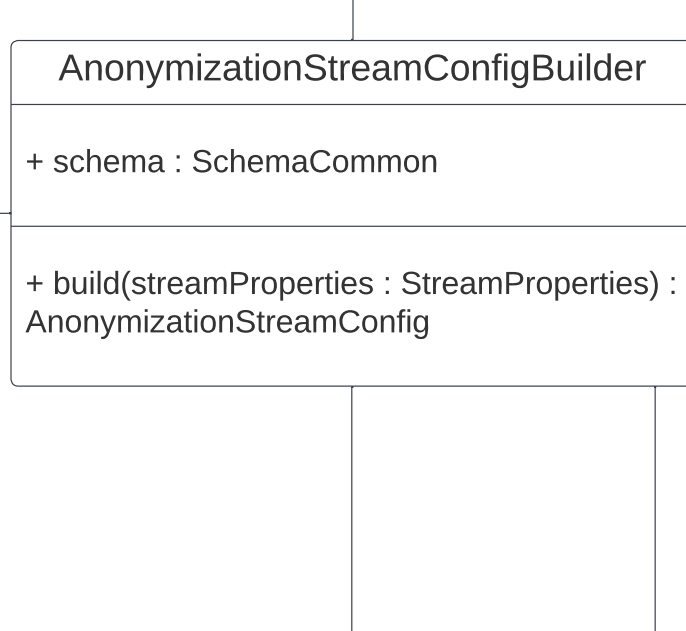 AnonymizationStreamConfigBuilder
+ schema : SchemaCommon
+ build(streamProperties : StreamProperties) :
AnonymizationStreamConfig